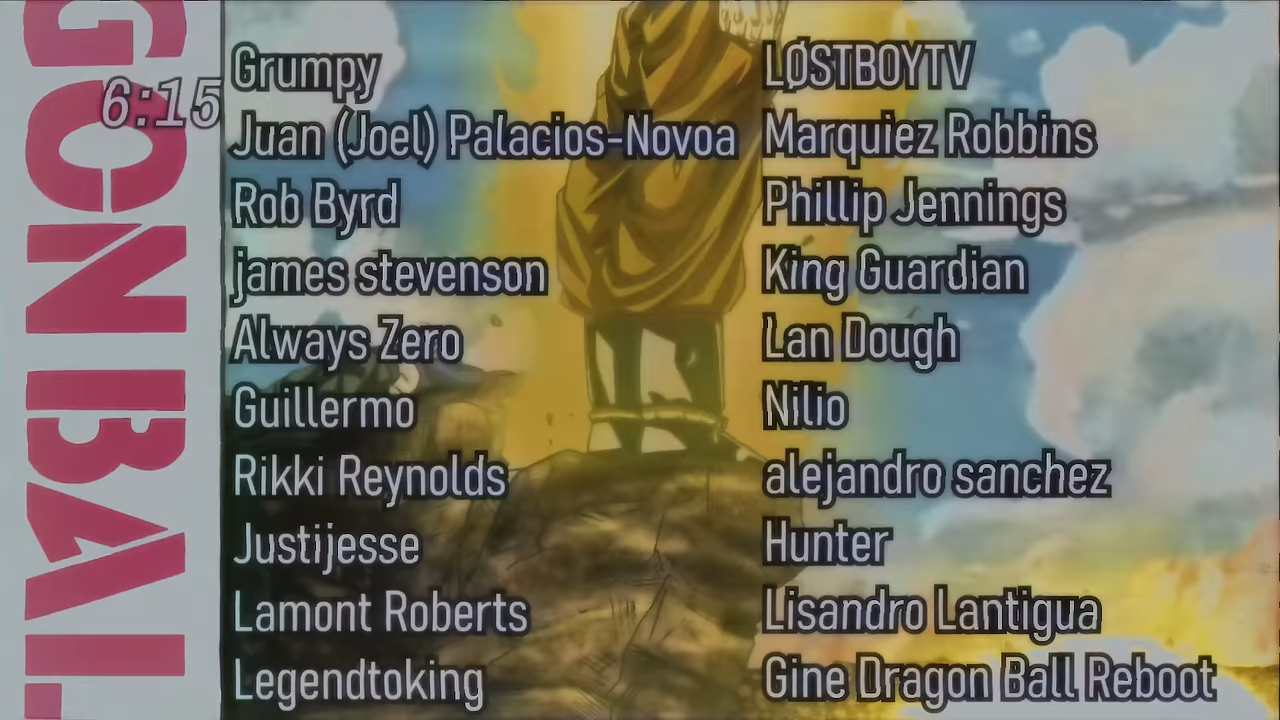 GON BAL
6:15
Grumpy
Juan (Joel) Palacios-Novoa
Rob Byrd
james stevenson
Always Zero
Guillermo
Rikki Reynolds
Justijesse
Lamont Roberts
Legendtoking
LØSTBOYTV
Marquiez Robbins
Phillip Jennings
King Guardian
Lan Dough
Nilio
alejandro sanchez
Hunter
Lisandro Lantigua
Gine Dragon Ball Reboot